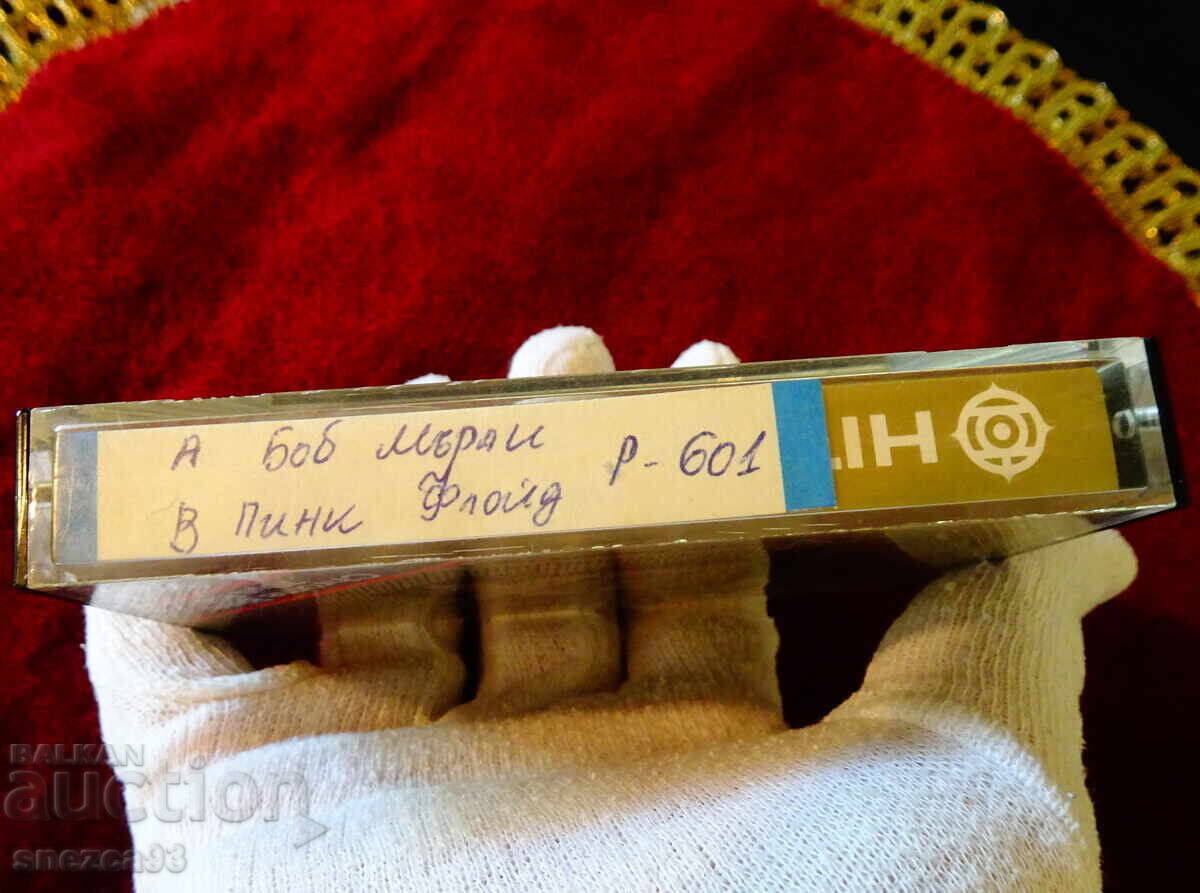 А Боб Мърли Р-601
В Пинк Флойд
HIT
BALKAN
auction
snezca93